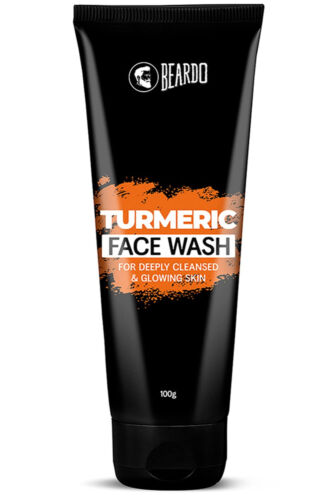 BEARDO
TURMERIC
FACE WASH
FOR DEEPLY CLEANSED
& GLOWING SKIN
100g